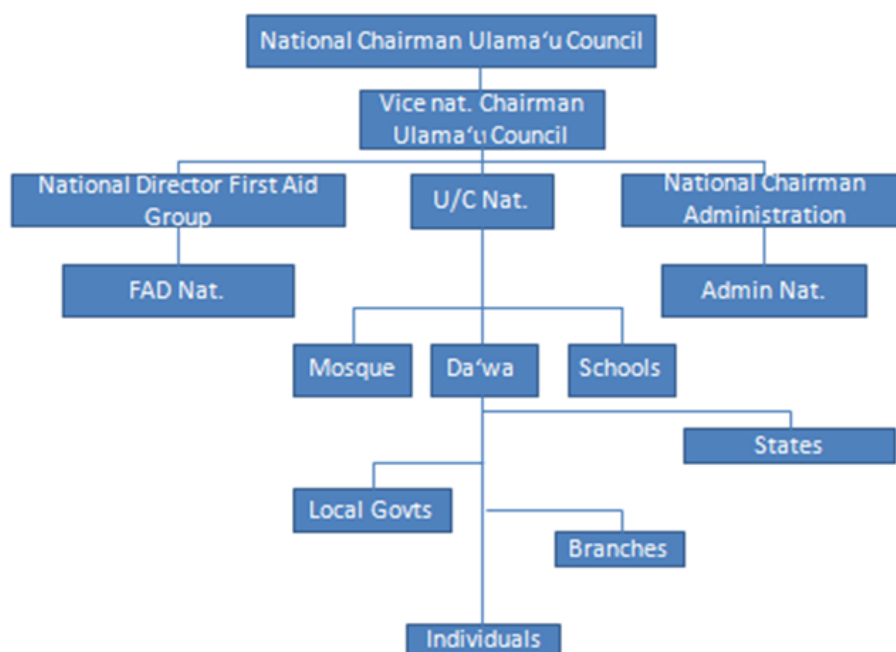 National Chairman Ulama‘u Council
Vice nat. Chairman
Ulama‘u Council
National Director First Aid
Group
U/C Nat.
National Chairman
Administration
FAD Nat.
Admin Nat.
Mosque
Da‘wa
Schools
States
Local Govts
Branches
Individuals